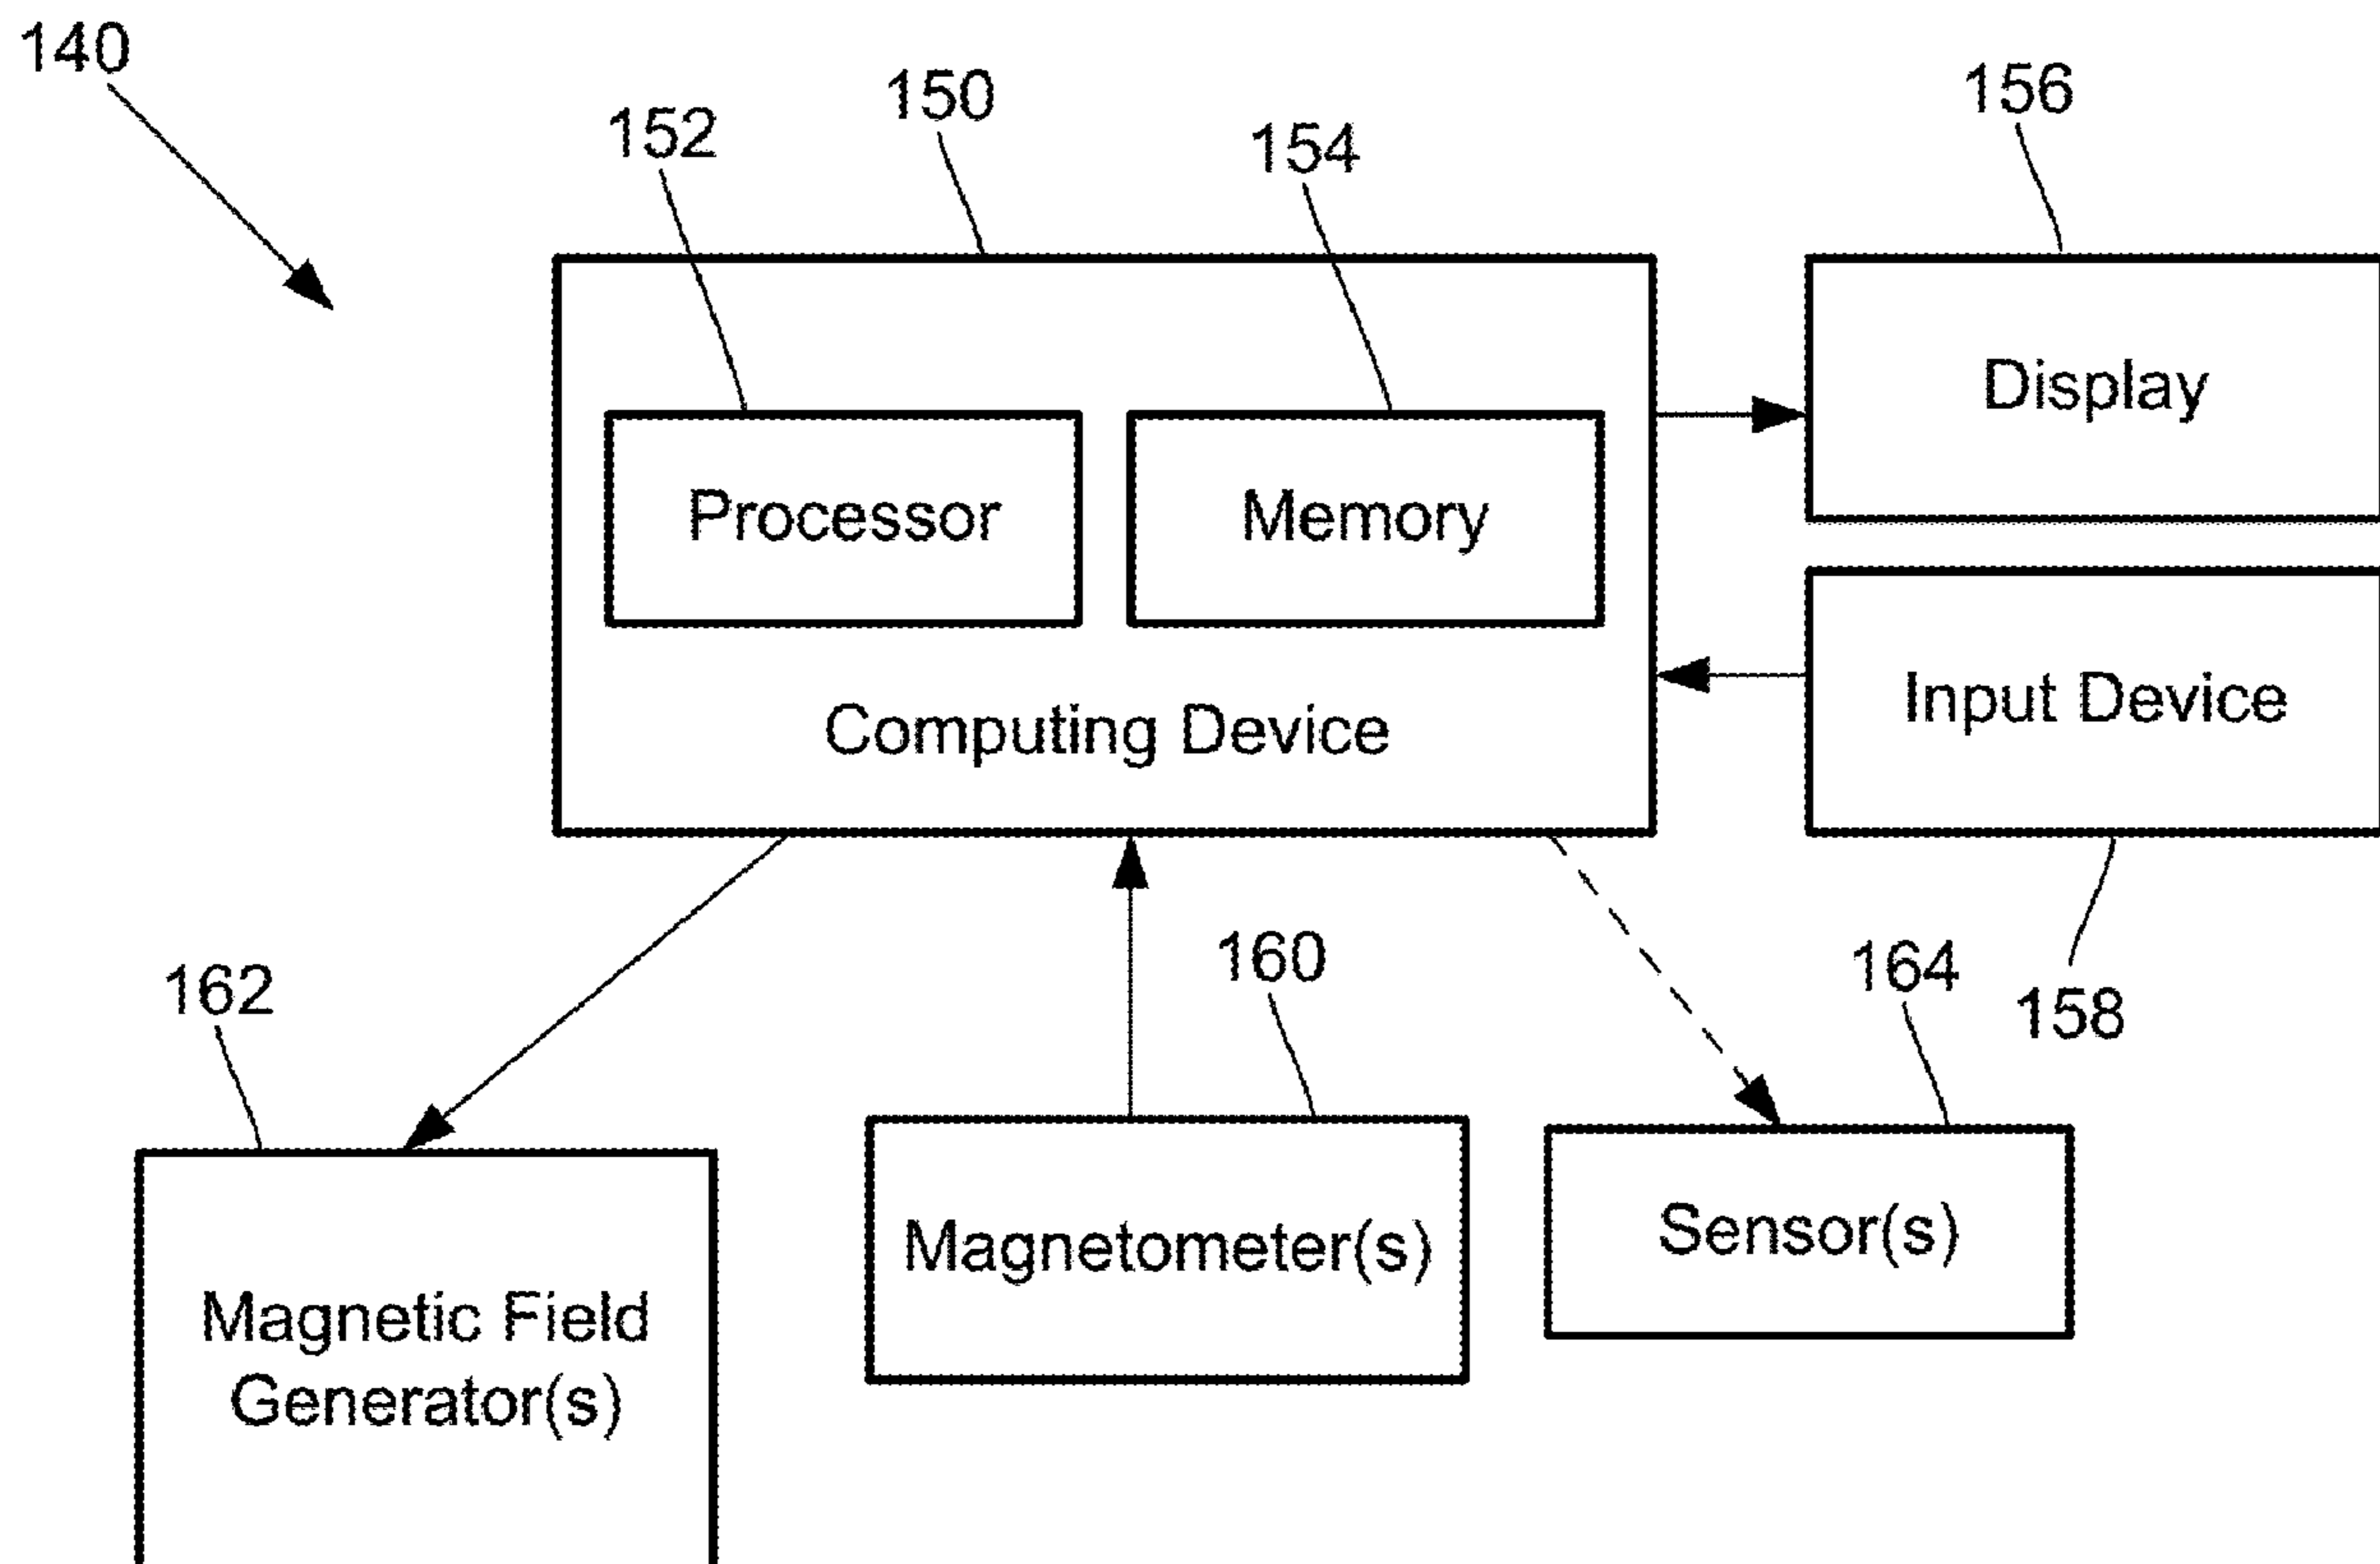 140
150
156
152
154
Display
Processor
Memory
Input Device
Computing Device
160
164
162
158
Magnetometer(s)
Sensor(s)
Magnetic Field
Generator(s)